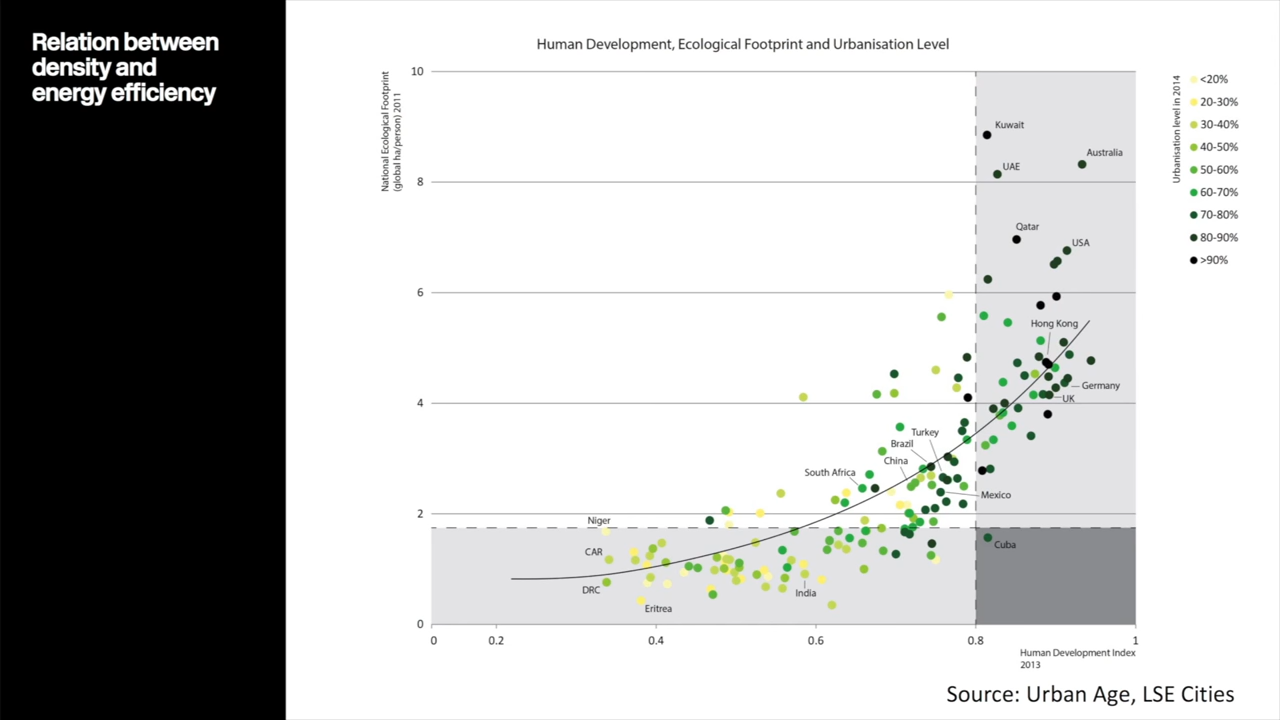 Relation between
density and
energy efficiency
Human Development, Ecological Footprint and Urbanisation Level
National Ecological Footprint
(global ha/person) 2011
10
8
6
4
2
0
0
0.2
0.4
0.6
0.8
1
Human Development Index
2013
Kuwait
Australia
UAE
Qatar
USA
Hong Kong
Germany
UK
Turkey
Brazil
China
South Africa
Mexico
Niger
Cuba
CAR
DRC
India
Eritrea
Urbanisation level in 2014
<20%
20-30%
30-40%
40-50%
50-60%
60-70%
70-80%
80-90%
>90%
Source: Urban Age, LSE Cities